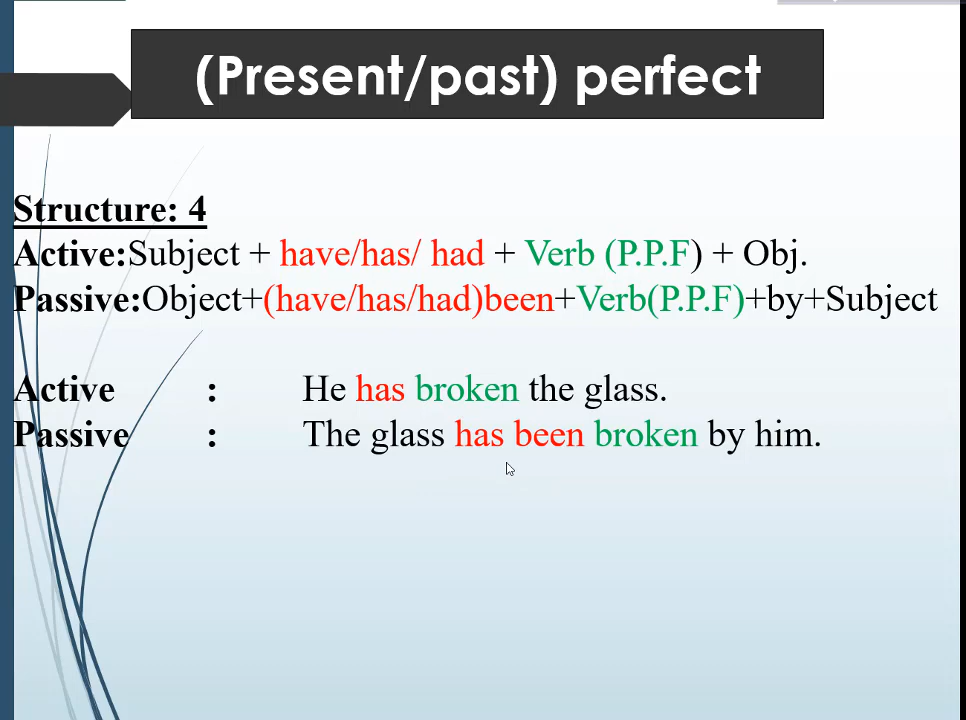 (Present/past) perfect
Structure: 4
Active:Subject + have/has/ had + Verb (P.P.F) + Obj.
Passive:Object+(have/has/had)been+Verb(P.P.F)+by+Subject
Active : He has broken the glass.
Passive : The glass has been broken by him.